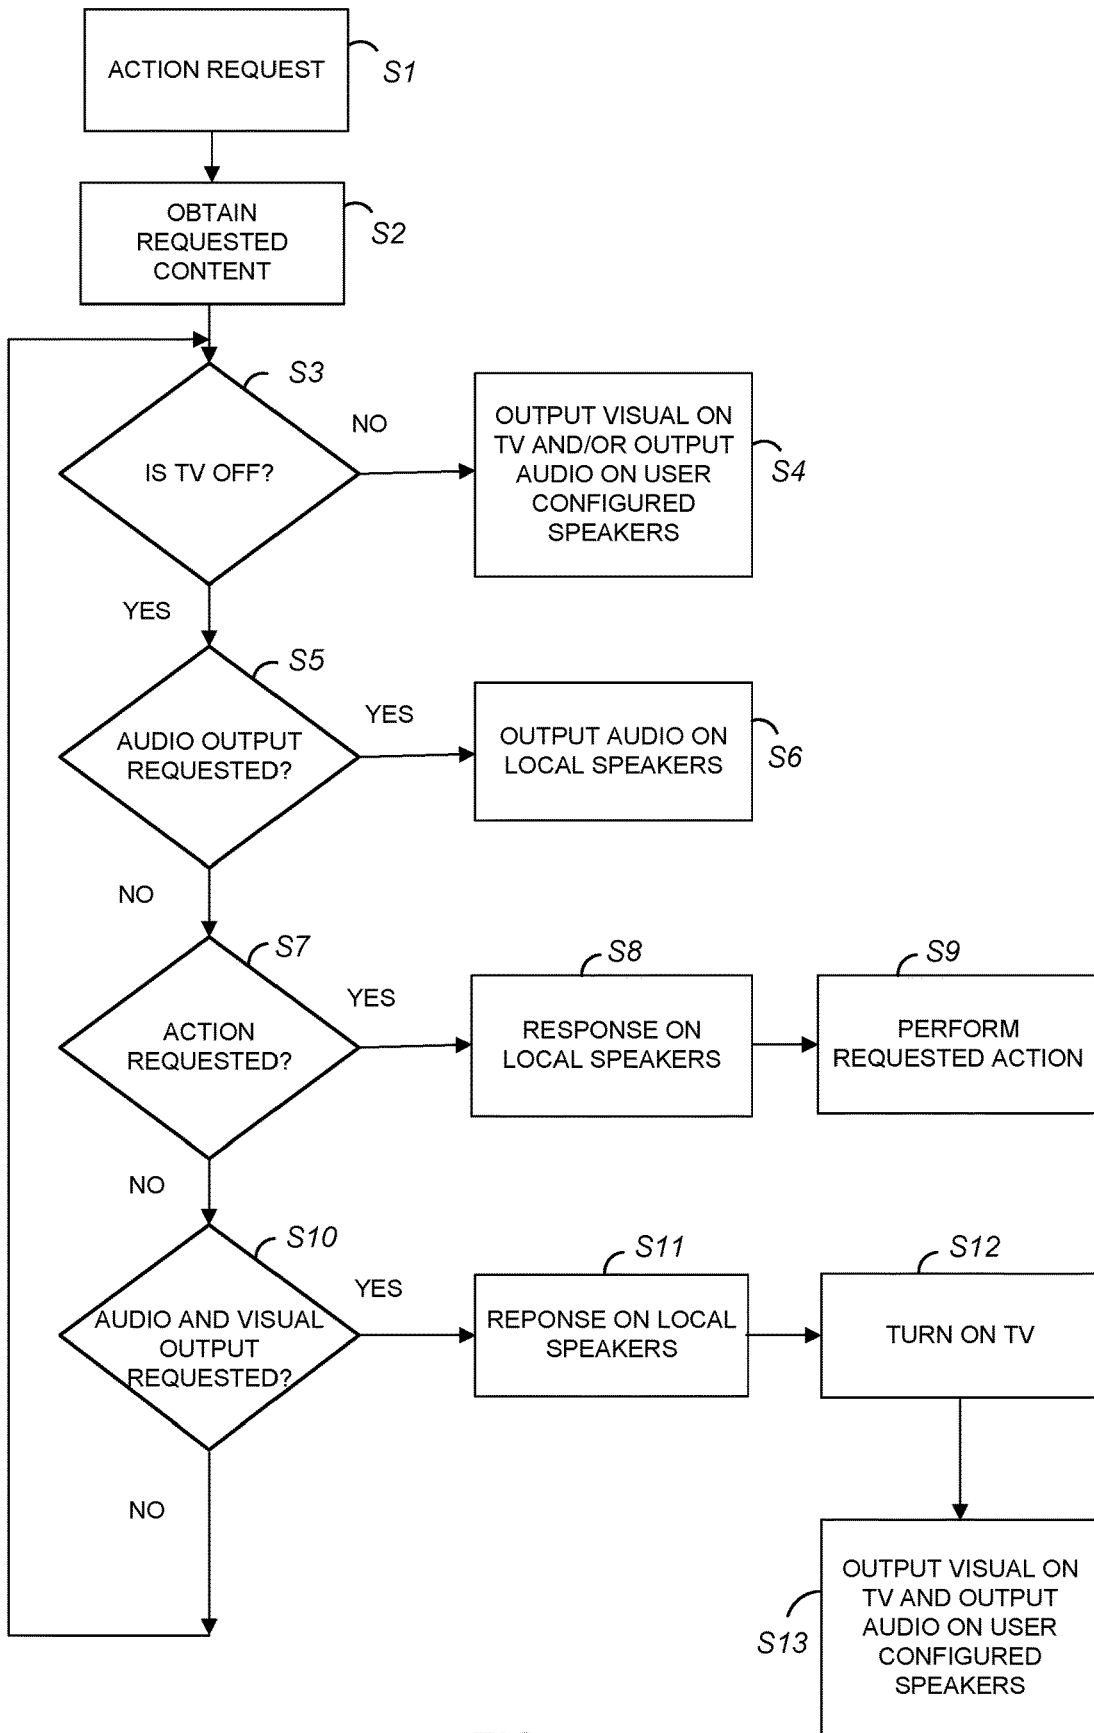 ACTION REQUEST
S1
OBTAIN
REQUESTED
CONTENT
S2
S3
IS TV OFF?
NO
YES
OUTPUT VISUAL ON
TV AND/OR OUTPUT
AUDIO ON USER
CONFIGURED
SPEAKERS
S4
S5
AUDIO OUTPUT
REQUESTED?
YES
NO
OUTPUT AUDIO ON
LOCAL SPEAKERS
S6
S7
ACTION
REQUESTED?
YES
NO
S8
RESPONSE ON
LOCAL SPEAKERS
S9
PERFORM
REQUESTED ACTION
S10
AUDIO AND VISUAL
OUTPUT
REQUESTED?
YES
NO
S11
REPONSE ON LOCAL
SPEAKERS
S12
TURN ON TV
OUTPUT VISUAL ON
TV AND OUTPUT
AUDIO ON USER
CONFIGURED
SPEAKERS
S13